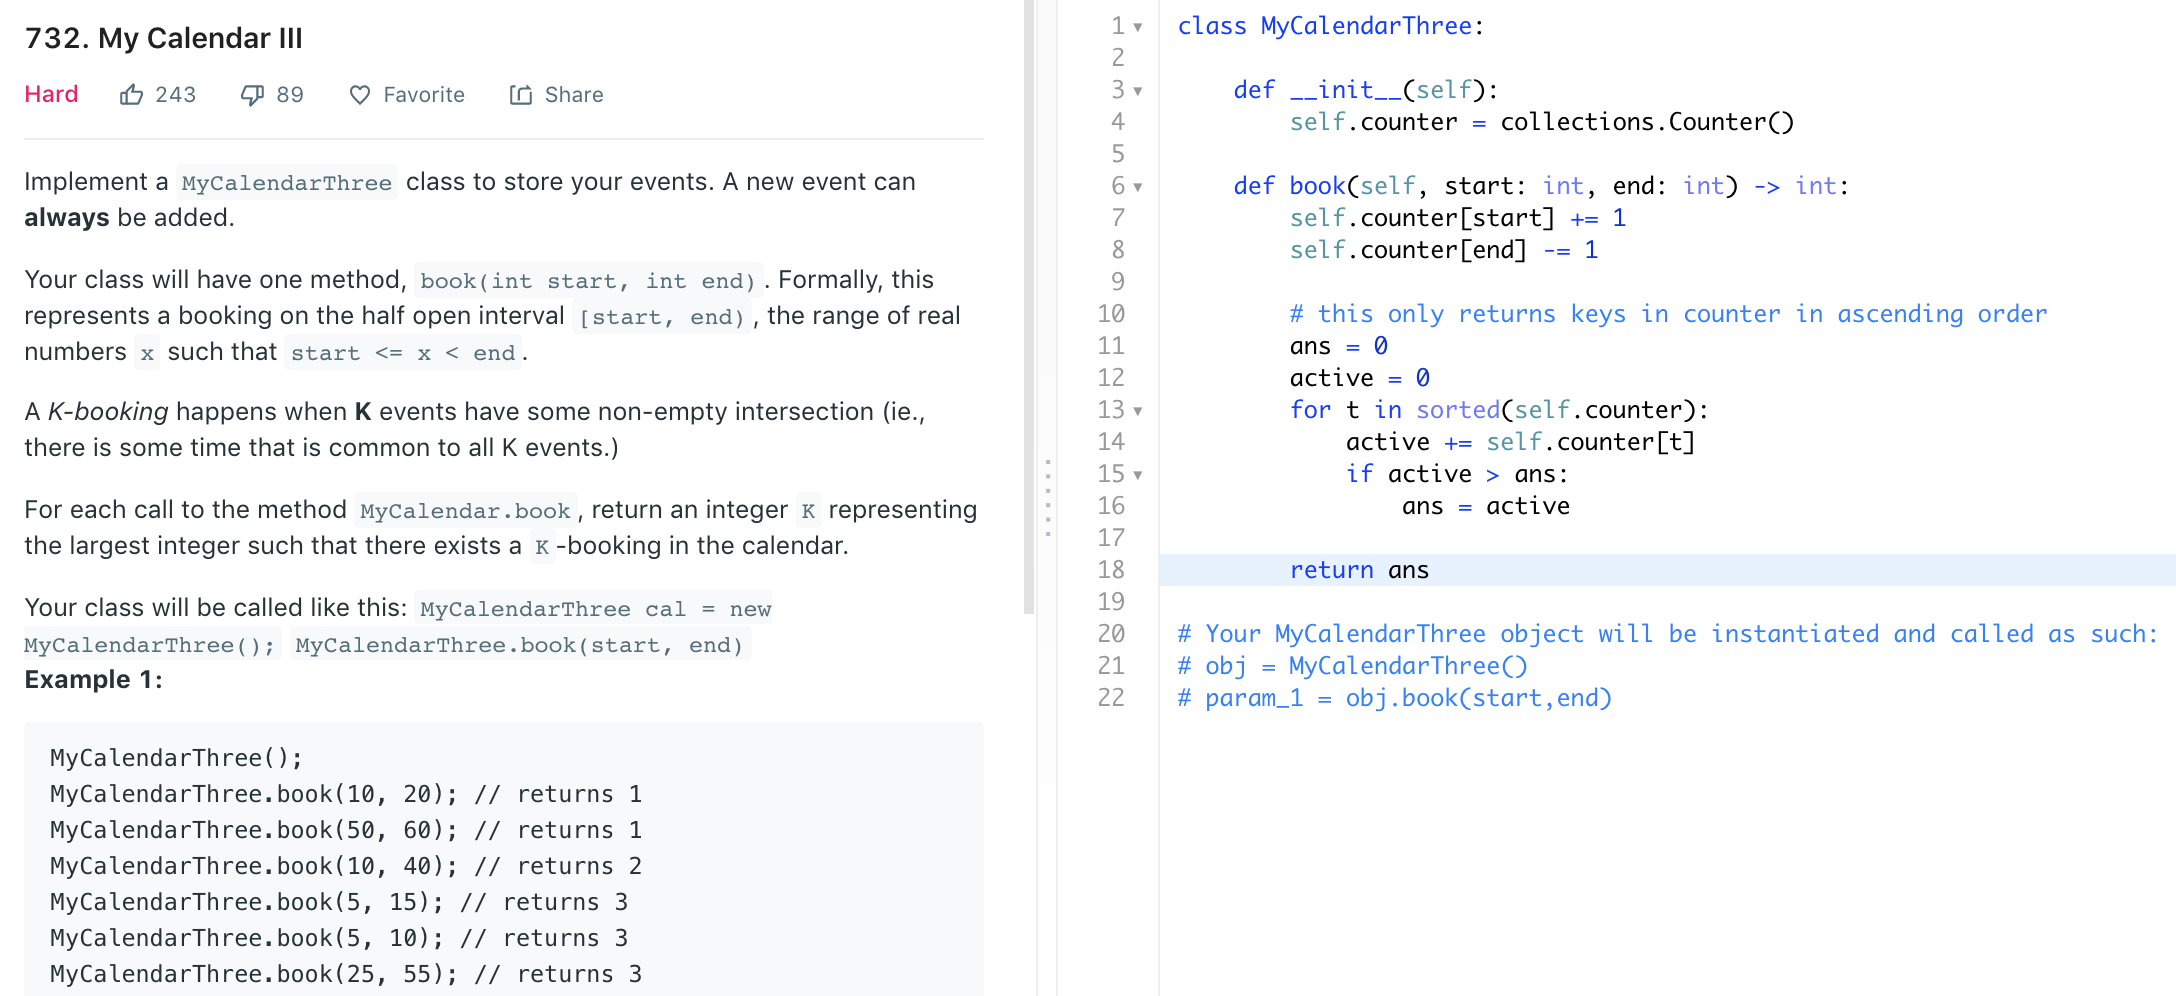 732. My Calendar III
Hard 243 89 Favorite Share
Implement a MyCalendarThree class to store your events. A new event can
always be added.
Your class will have one method, book(int start, int end). Formally, this
represents a booking on the half open interval [start, end), the range of real
numbers x such that start <= x < end.
A K-booking happens when K events have some non-empty intersection (ie.,
there is some time that is common to all K events.)
For each call to the method MyCalendar.book, return an integer K representing
the largest integer such that there exists a K-booking in the calendar.
Your class will be called like this: MyCalendarThree cal = new
MyCalendarThree(); MyCalendarThree.book(start, end)
Example 1:
MyCalendarThree();
MyCalendarThree.book(10, 20); // returns 1
MyCalendarThree.book(50, 60); // returns 1
MyCalendarThree.book(10, 40); // returns 2
MyCalendarThree.book(5, 15); // returns 3
MyCalendarThree.book(5, 10); // returns 3
MyCalendarThree.book(25, 55); // returns 3
1 class MyCalendarThree:
2
3     def __init__(self):
4         self.counter = collections.Counter()
5
6     def book(self, start: int, end: int) -> int:
7         self.counter[start] += 1
8         self.counter[end] -= 1
9
10         # this only returns keys in counter in ascending order
11         ans = 0
12         active = 0
13         for t in sorted(self.counter):
14             active += self.counter[t]
15             if active > ans:
16                 ans = active
17
18         return ans
19
20 # Your MyCalendarThree object will be instantiated and called as such:
21 # obj = MyCalendarThree()
22 # param_1 = obj.book(start,end)